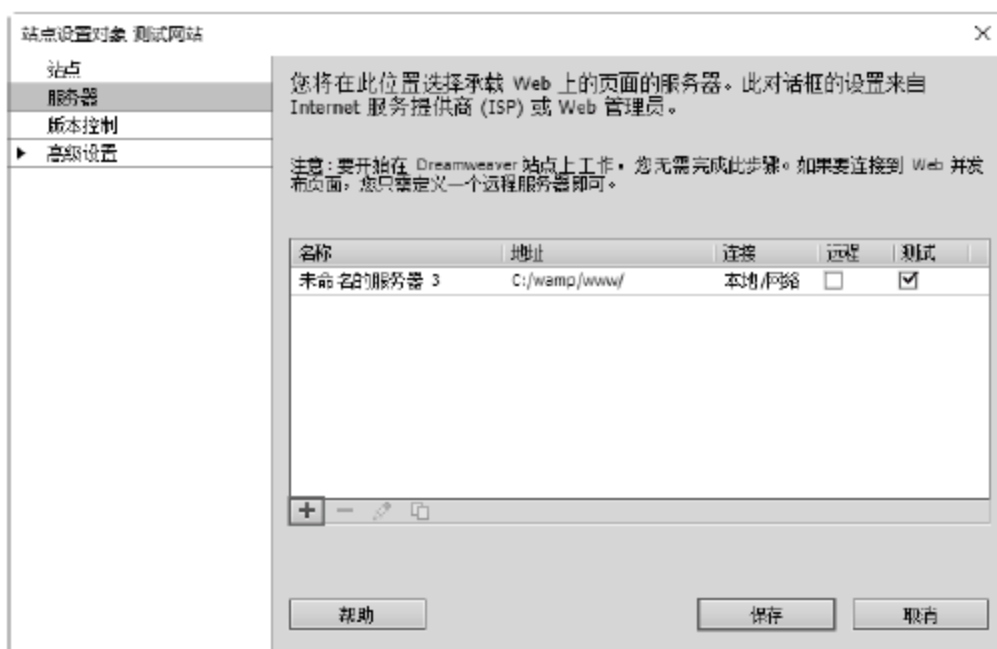 站点设置对象 测试网站
站点
服务器
版本控制
高级设置
您将在此位置选择承载 Web 上的页面的服务器。此对话框的设置来自
Internet 服务提供商 (ISP) 或 Web 管理员。
注意:要开始在 Dreamweaver 站点上工作,您无需完成此步骤。如果要连接到 Web 并发
布页面,您只需定义一个远程服务器即可。
名称 地址 连接 远程 测试
未命名的服务器 3 C:/wamp/www/ 本地/网络
帮助 保存 取消